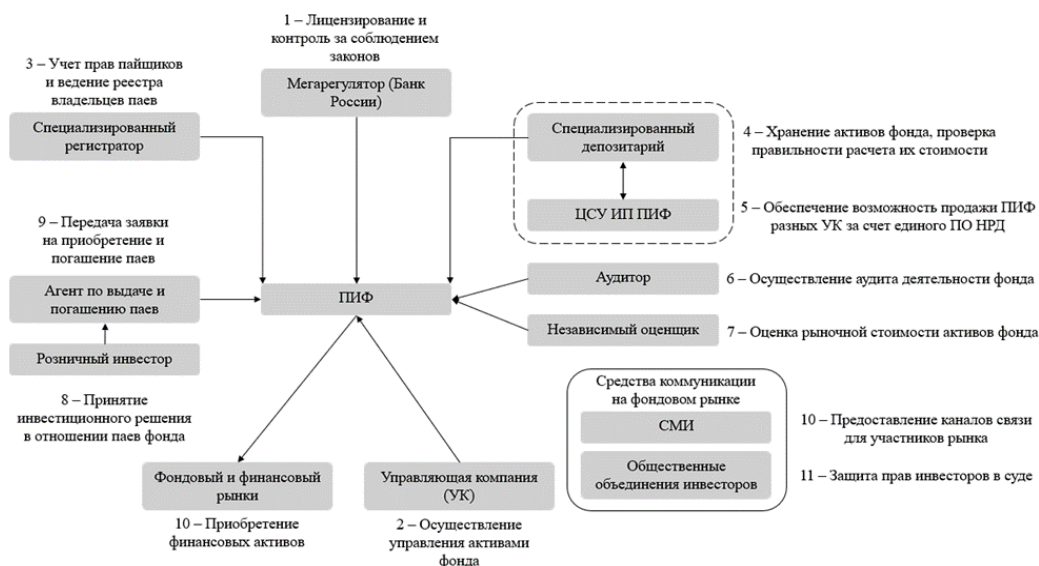 1 – Лицензирование и
контроль за соблюдением
законов
Мегарегулятор (Банк
России)
3 – Учет прав пайщиков
и ведение реестра
владельцев паев
Специализированный
регистратор
Специализированный
депозитарий
4 – Хранение активов фонда, проверка
правильности расчета их стоимости
ЦСУ ИП ПИФ
5 – Обеспечение возможность продажи ПИФ
разных УК за счет единого ПО НРД
9 – Передача заявки
на приобретение и
погашение паев
Агент по выдаче и
погашению паев
ПИФ
Аудитор
6 – Осуществление аудита деятельности фонда
Независимый оценщик
7 – Оценка рыночной стоимости активов фонда
Розничный инвестор
8 – Принятие
инвестиционного решения
в отношении паев фонда
Средства коммуникации
на фондовом рынке
СМИ
10 – Предоставление каналов связи
для участников рынка
Общественные
объединения инвесторов
11 – Защита прав инвесторов в суде
Фондовый и финансовый
рынки
10 – Приобретение
финансовых активов
Управляющая компания
(УК)
2 – Осуществление
управления активами
фонда